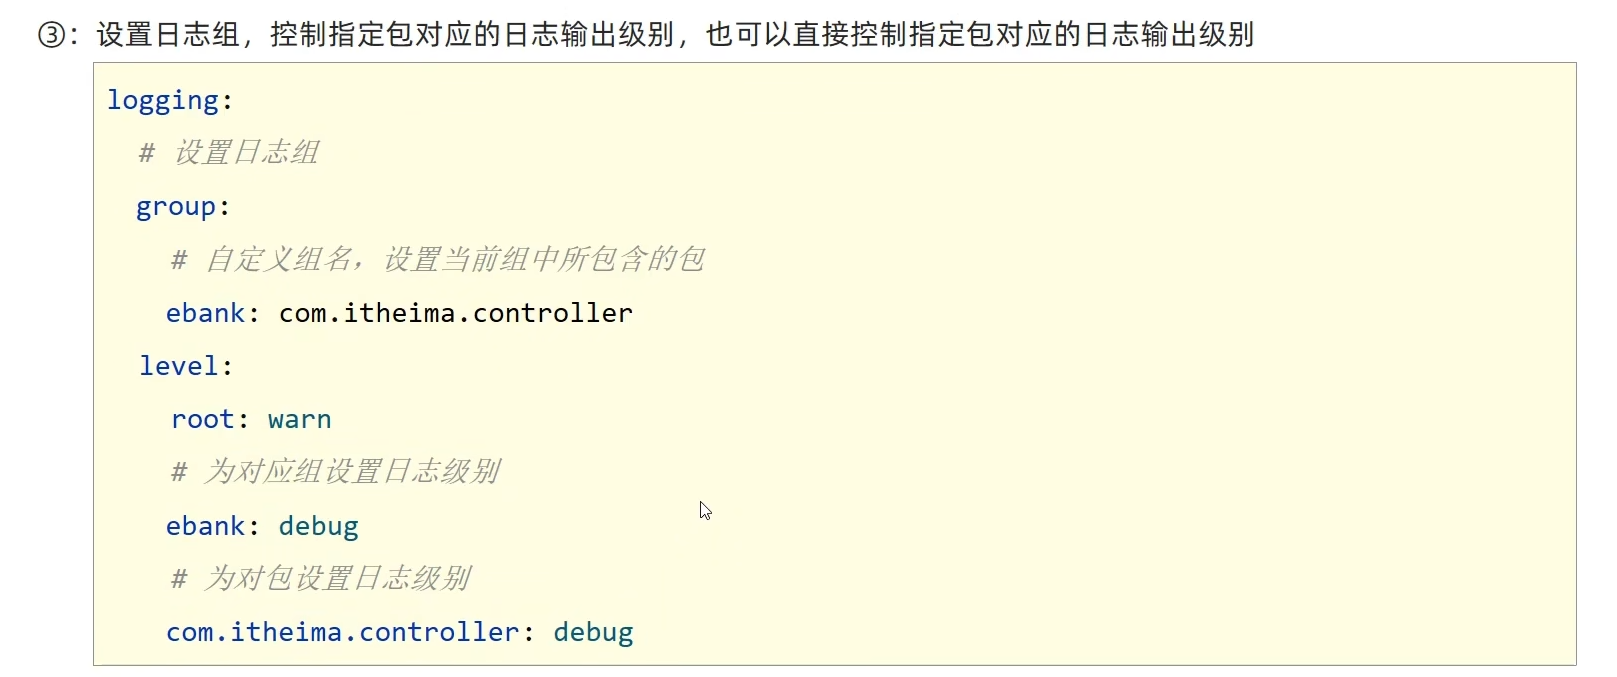 ③：设置日志组，控制指定包对应的日志输出级别，也可以直接控制指定包对应的日志输出级别
logging:
# 设置日志组
group:
# 自定义组名，设置当前组中所包含的包
ebank: com.itheima.controller
level:
root: warn
# 为对应组设置日志级别
ebank: debug
# 为对包设置日志级别
com.itheima.controller: debug